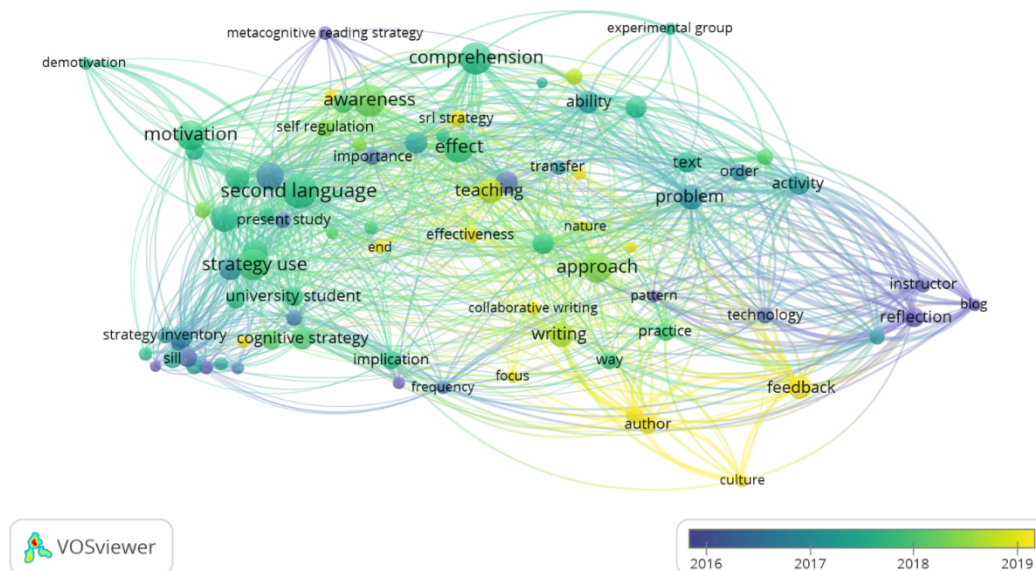 metacognitive reading strategy
experimental group
demotivation
comprehension
awareness
ability
motivation
self regulation
srl strategy
importance
effect
transfer
text
order
second language
teaching
problem
activity
present study
end
effectiveness
nature
strategy use
approach
university student
pattern
instructor
blog
collaborative writing
technology
reflection
strategy inventory
cognitive strategy
writing
practice
sill
implication
way
frequency
focus
feedback
author
culture
VOSviewer
2016
2017
2018
2019